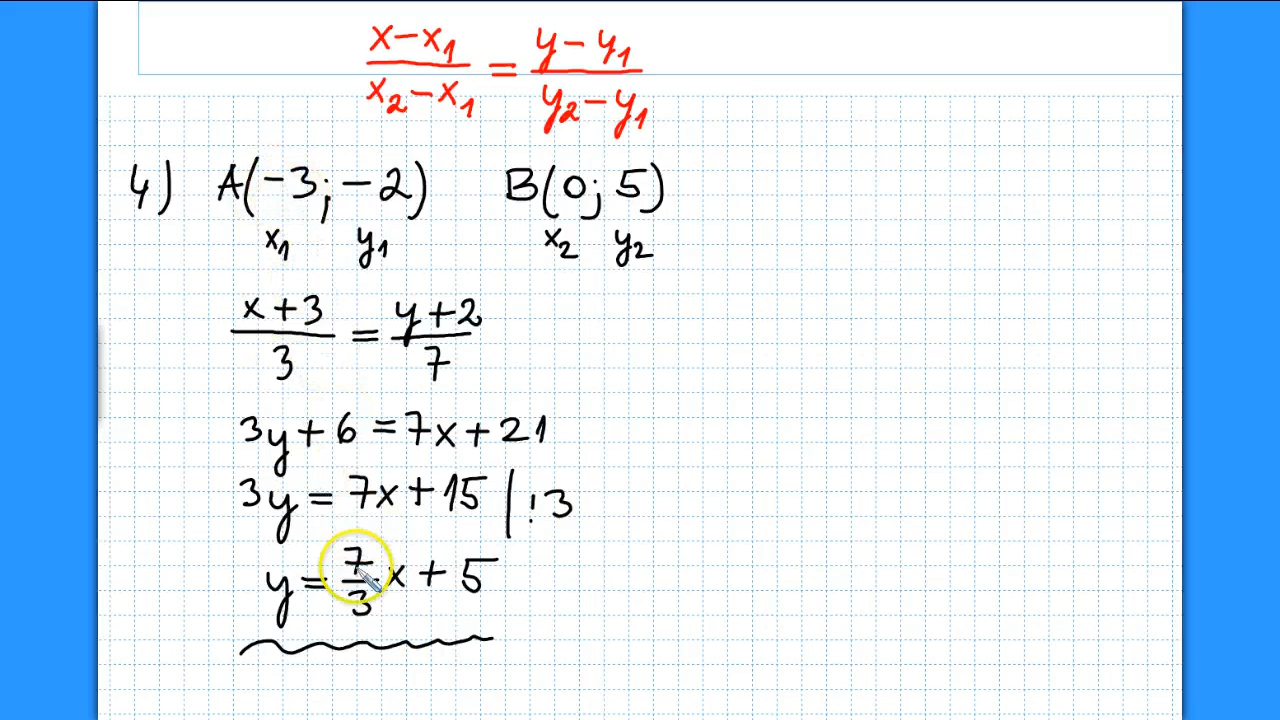 x-x₁/x₂-x₁ = y-y₁/y₂-y₁
4) A(-3; -2) B(0; 5)
x₁ y₁ x₂ y₂
x+3/3 = y+2/7
3y+6 = 7x+21
3y = 7x+15 | :3
y = 7/3 x + 5